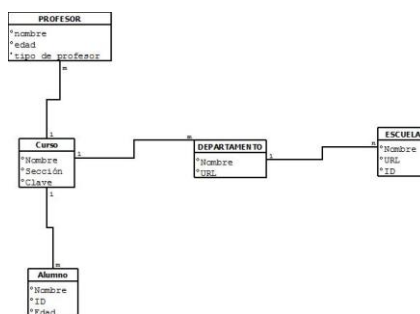 PROFESOR
°nombre
°edad
°tipo de profesor
m
1
Curso
°Nombre
°Sección
°Clave
1
m
DEPARTAMENTO
°Nombre
°URL
1
n
ESCUELA
°Nombre
°URL
°ID
1
m
Alumno
°Nombre
°ID
°Edad